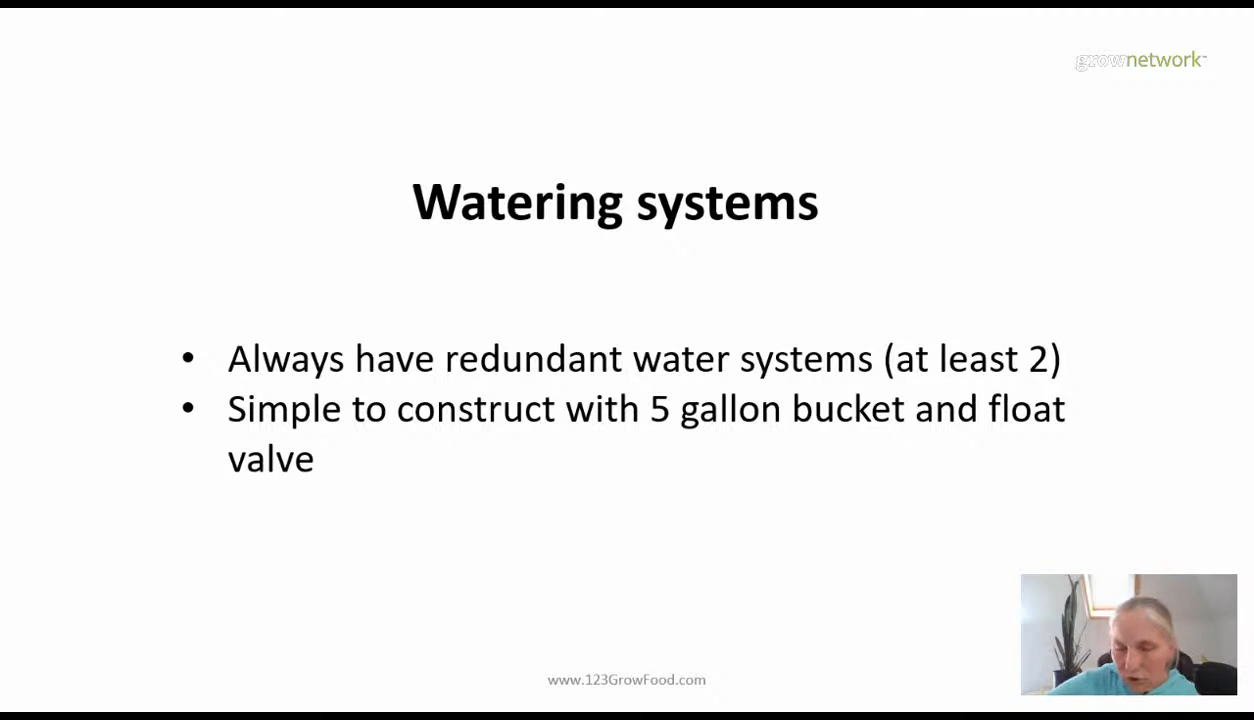 grownetwork™
Watering systems
• Always have redundant water systems (at least 2)
• Simple to construct with 5 gallon bucket and float
valve
www.123GrowFood.com